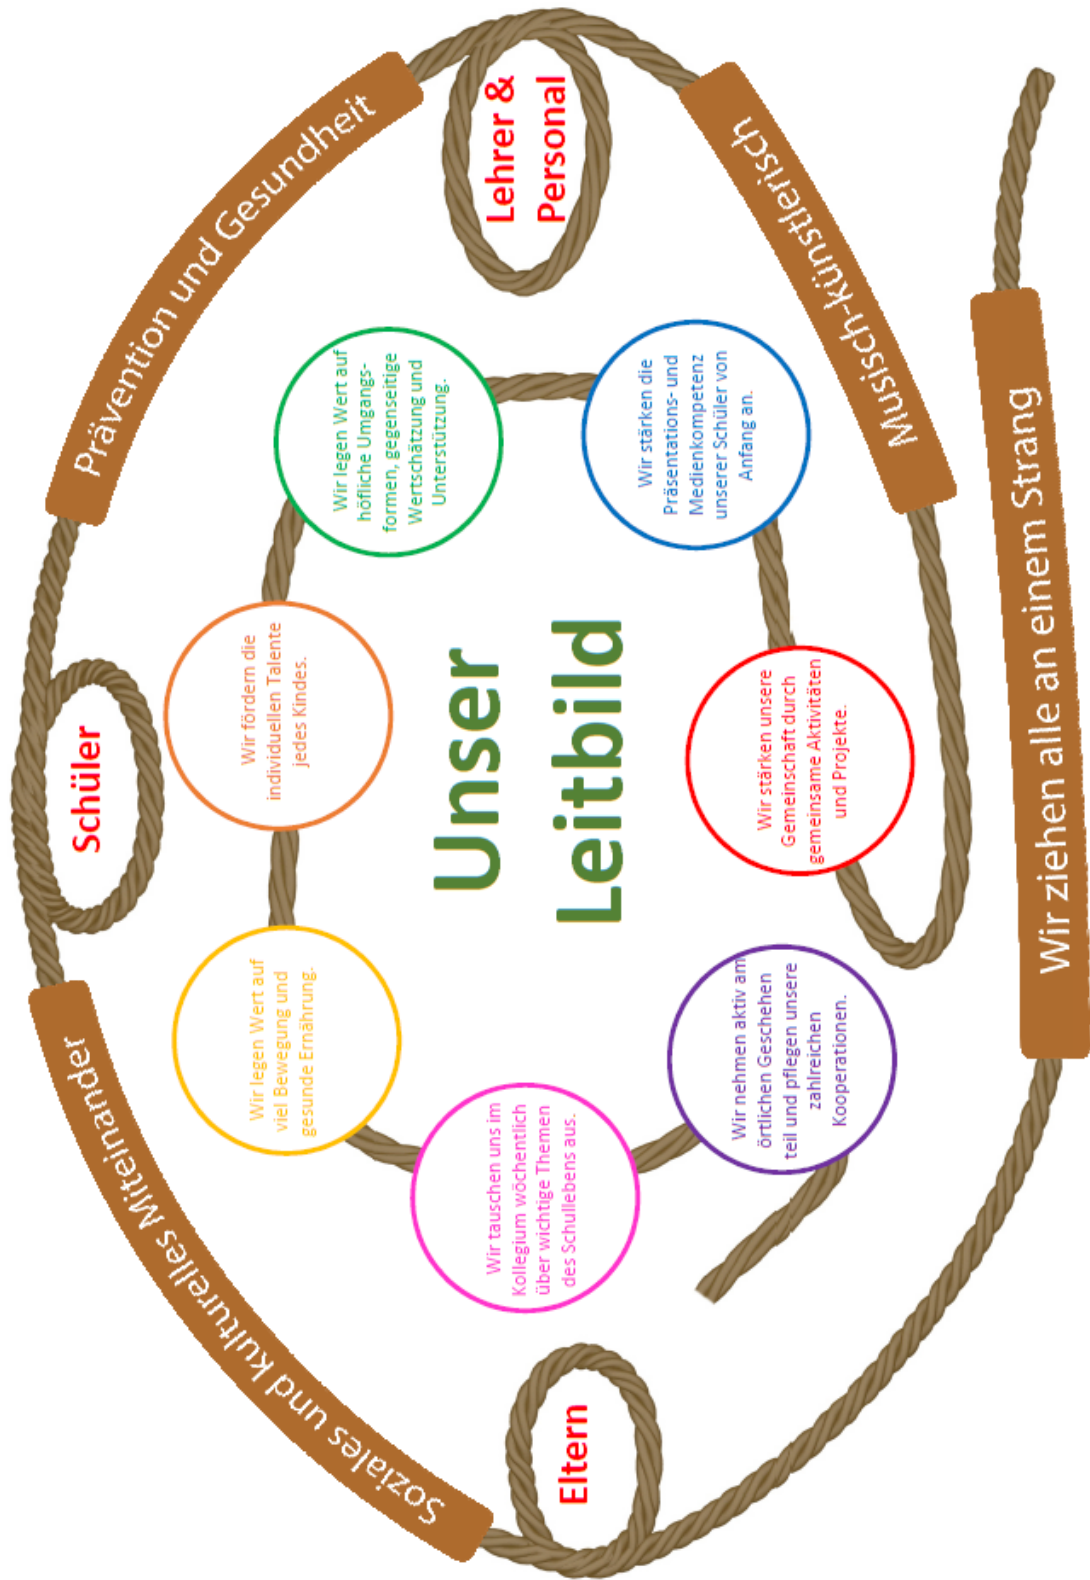 Unser
Leitbild
Schüler
Lehrer &
Personal
Eltern
Soziales und kulturelles Miteinander
Prävention und Gesundheit
Musisch-künstlerisch
Wir ziehen alle an einem Strang
Wir fördern die
individuellen Talente
jedes Kindes.
Wir legen Wert auf
höfliche Umgangs-
formen, gegenseitige
Wertschätzung und
Unterstützung.
Wir stärken die
Präsentations- und
Medienkompetenz
unserer Schüler von
Anfang an.
Wir stärken unsere
Gemeinschaft durch
gemeinsame Aktivitäten
und Projekte.
Wir nehmen aktiv am
örtlichen Geschehen
teil und pflegen unsere
zahlreichen
Kooperationen.
Wir tauschen uns im
Kollegium wöchentlich
über wichtige Themen
des Schullebens aus.
Wir legen Wert auf
viel Bewegung und
gesunde Ernährung.